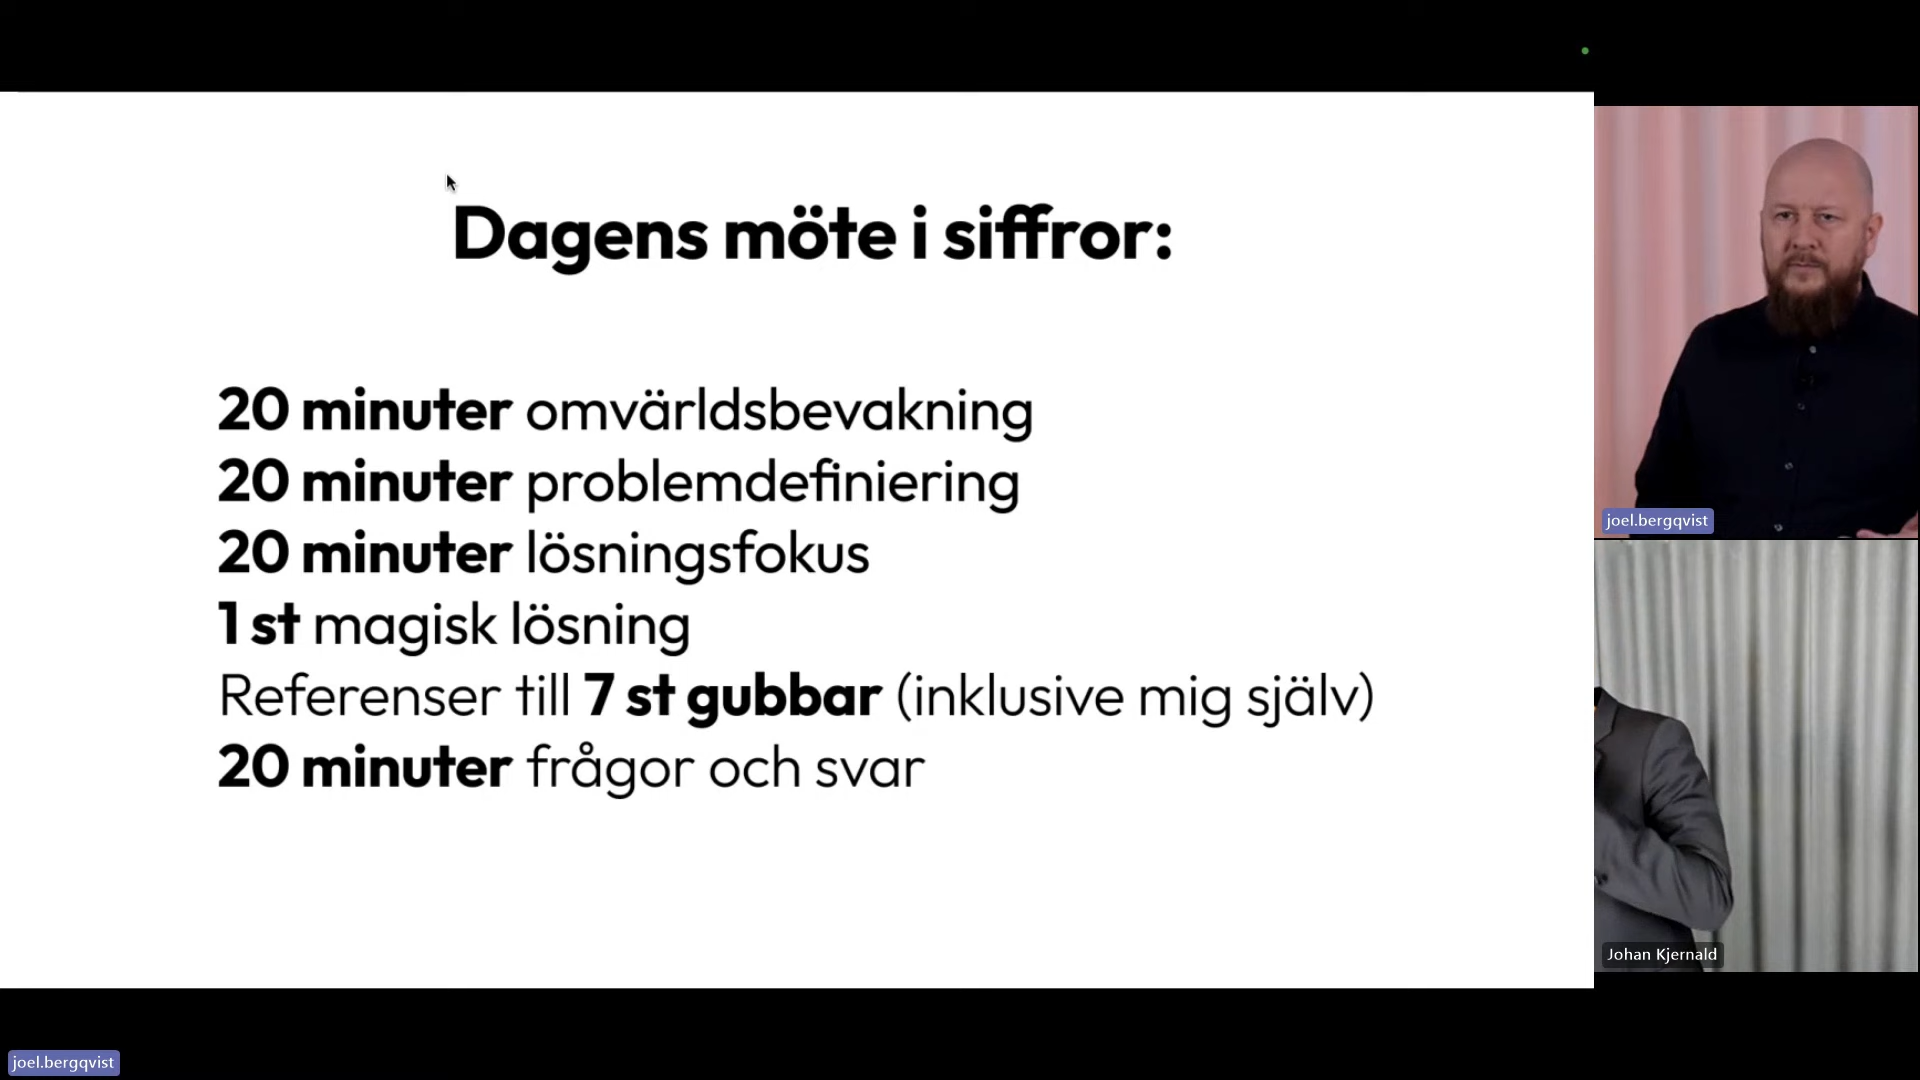 Dagens möte i siffror:
20 minuter omvärldsbevakning
20 minuter problemdefiniering
20 minuter lösningsfokus
1 st magisk lösning
Referenser till 7 st gubbar (inklusive mig själv)
20 minuter frågor och svar
joel.bergqvist
Johan Kjernald
joel.bergqvist